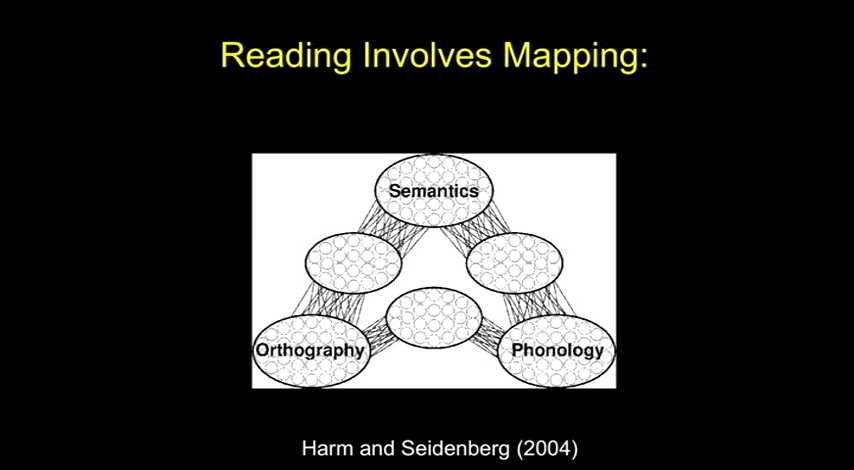 Reading Involves Mapping:
Semantics
Orthography
Phonology
Harm and Seidenberg (2004)